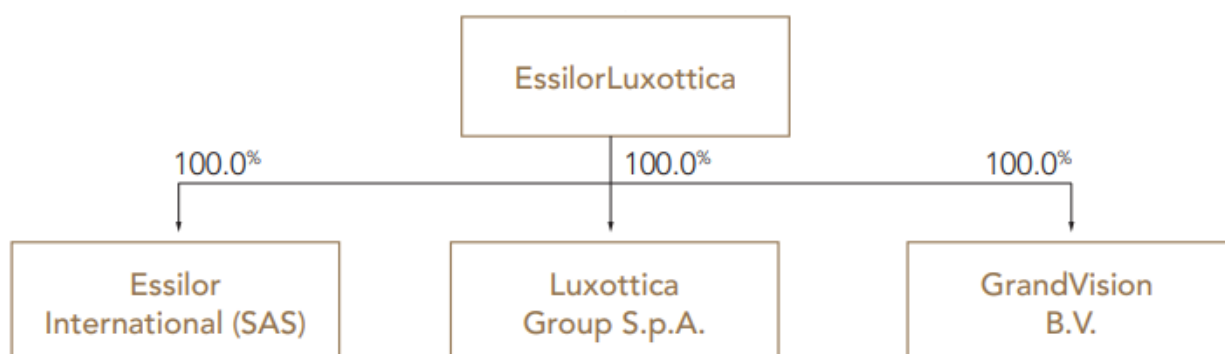 EssilorLuxottica
100.0%
100.0%
100.0%
Essilor
International (SAS)
Luxottica
Group S.p.A.
GrandVision
B.V.